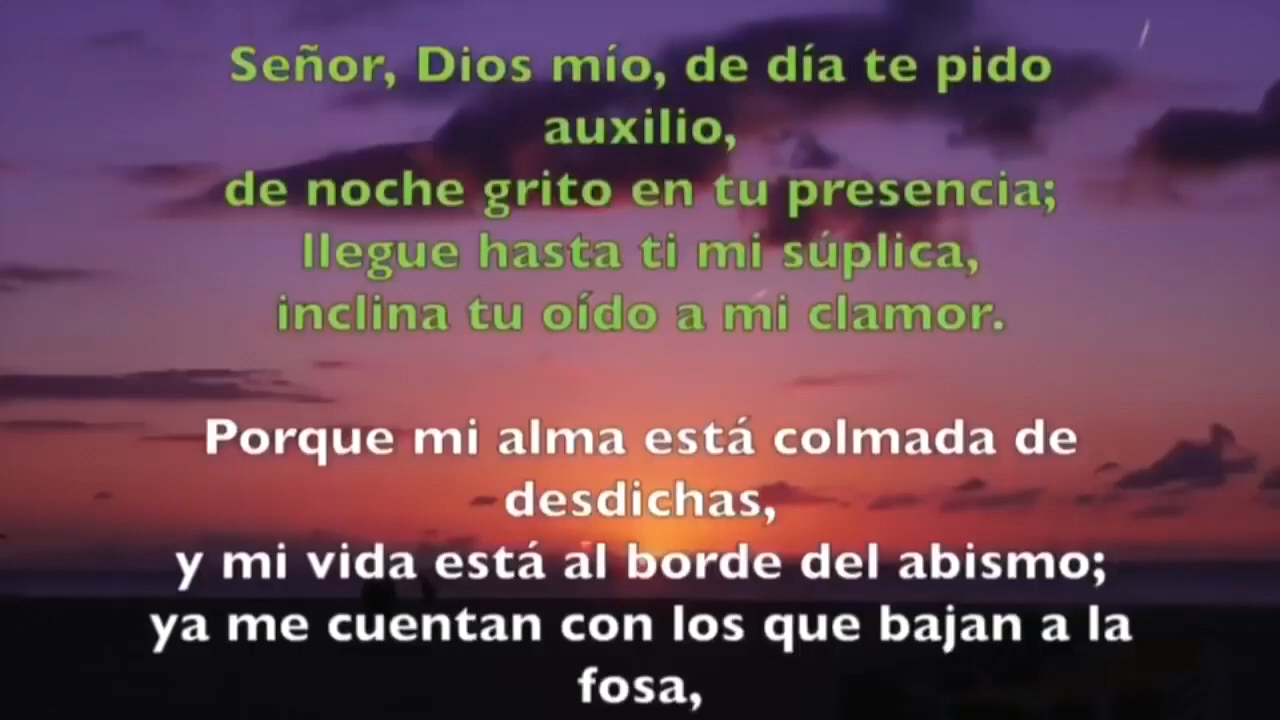 Señor, Dios mío, de día te pido
auxilio,
de noche grito en tu presencia;
llegue hasta ti mi súplica,
inclina tu oído a mi clamor.
Porque mi alma está colmada de
desdichas,
y mi vida está al borde del abismo;
ya me cuentan con los que bajan a la
fosa,